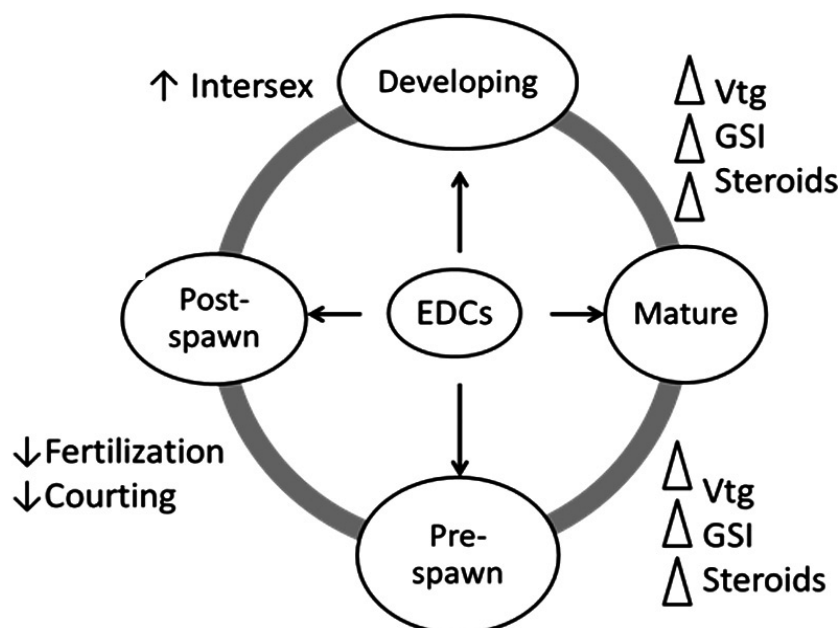 ↑ Intersex
Developing
△ Vtg
△ GSI
△ Steroids
Post-
spawn
EDCs
Mature
↓Fertilization
↓Courting
Pre-
spawn
△ Vtg
△ GSI
△ Steroids